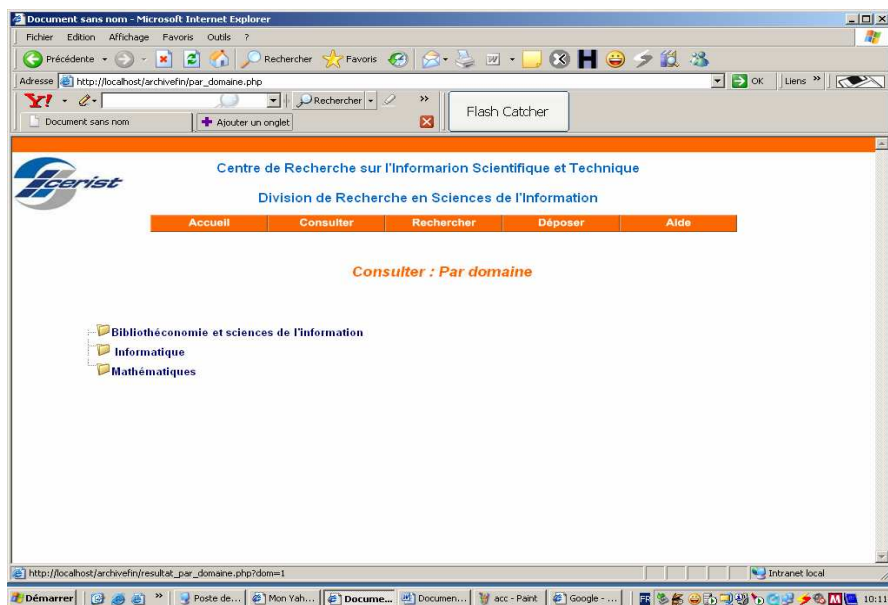 Document sans nom - Microsoft Internet Explorer
Fichier Edition Affichage Favoris Outils ?
Précédente Rechercher Favoris
Adresse http://localhost/archivefin/par_domaine.php OK Liens »
Y! Rechercher »
Flash Catcher
Document sans nom Ajouter un onglet
cerist
Centre de Recherche sur l'Informarion Scientifique et Technique
Division de Recherche en Sciences de l'Information
Accueil Consulter Rechercher Déposer Aide
Consulter : Par domaine
Bibliothéconomie et sciences de l'information
Informatique
Mathématiques
http://localhost/archivefin/resultat_par_domaine.php?dom=1 Intranet local
Démarrer » Poste de... Mon Yah... Docume... Documen... acc - Paint Google - ... FR 10:11